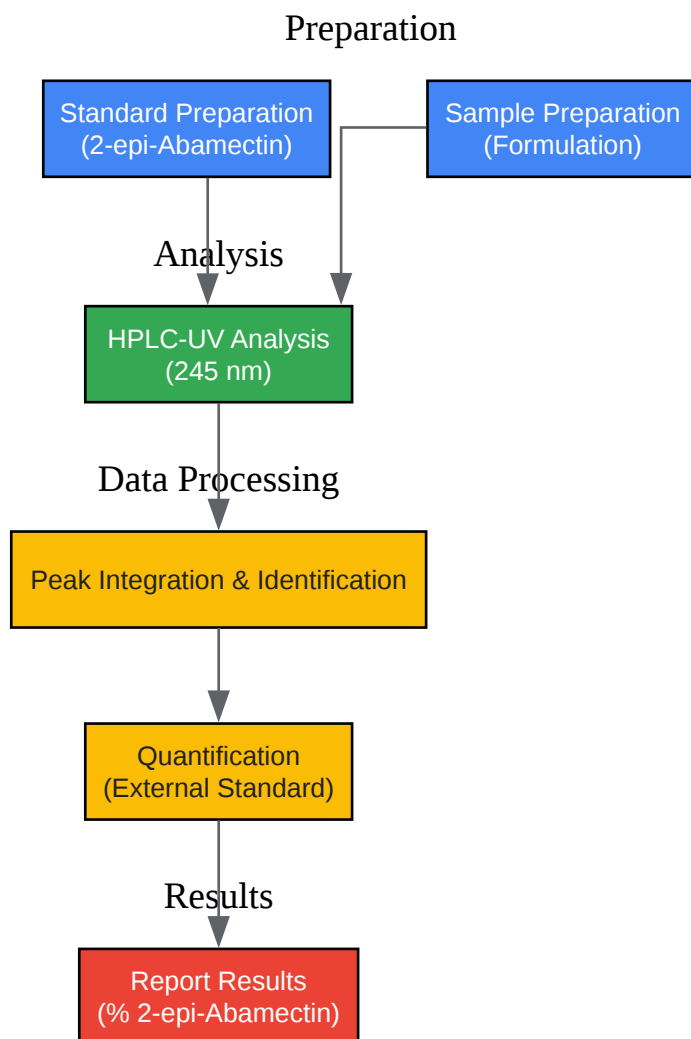 Preparation
Standard Preparation
(2-epi-Abamectin)
Sample Preparation
(Formulation)
Analysis
HPLC-UV Analysis
(245 nm)
Data Processing
Peak Integration & Identification
Quantification
(External Standard)
Results
Report Results
(% 2-epi-Abamectin)